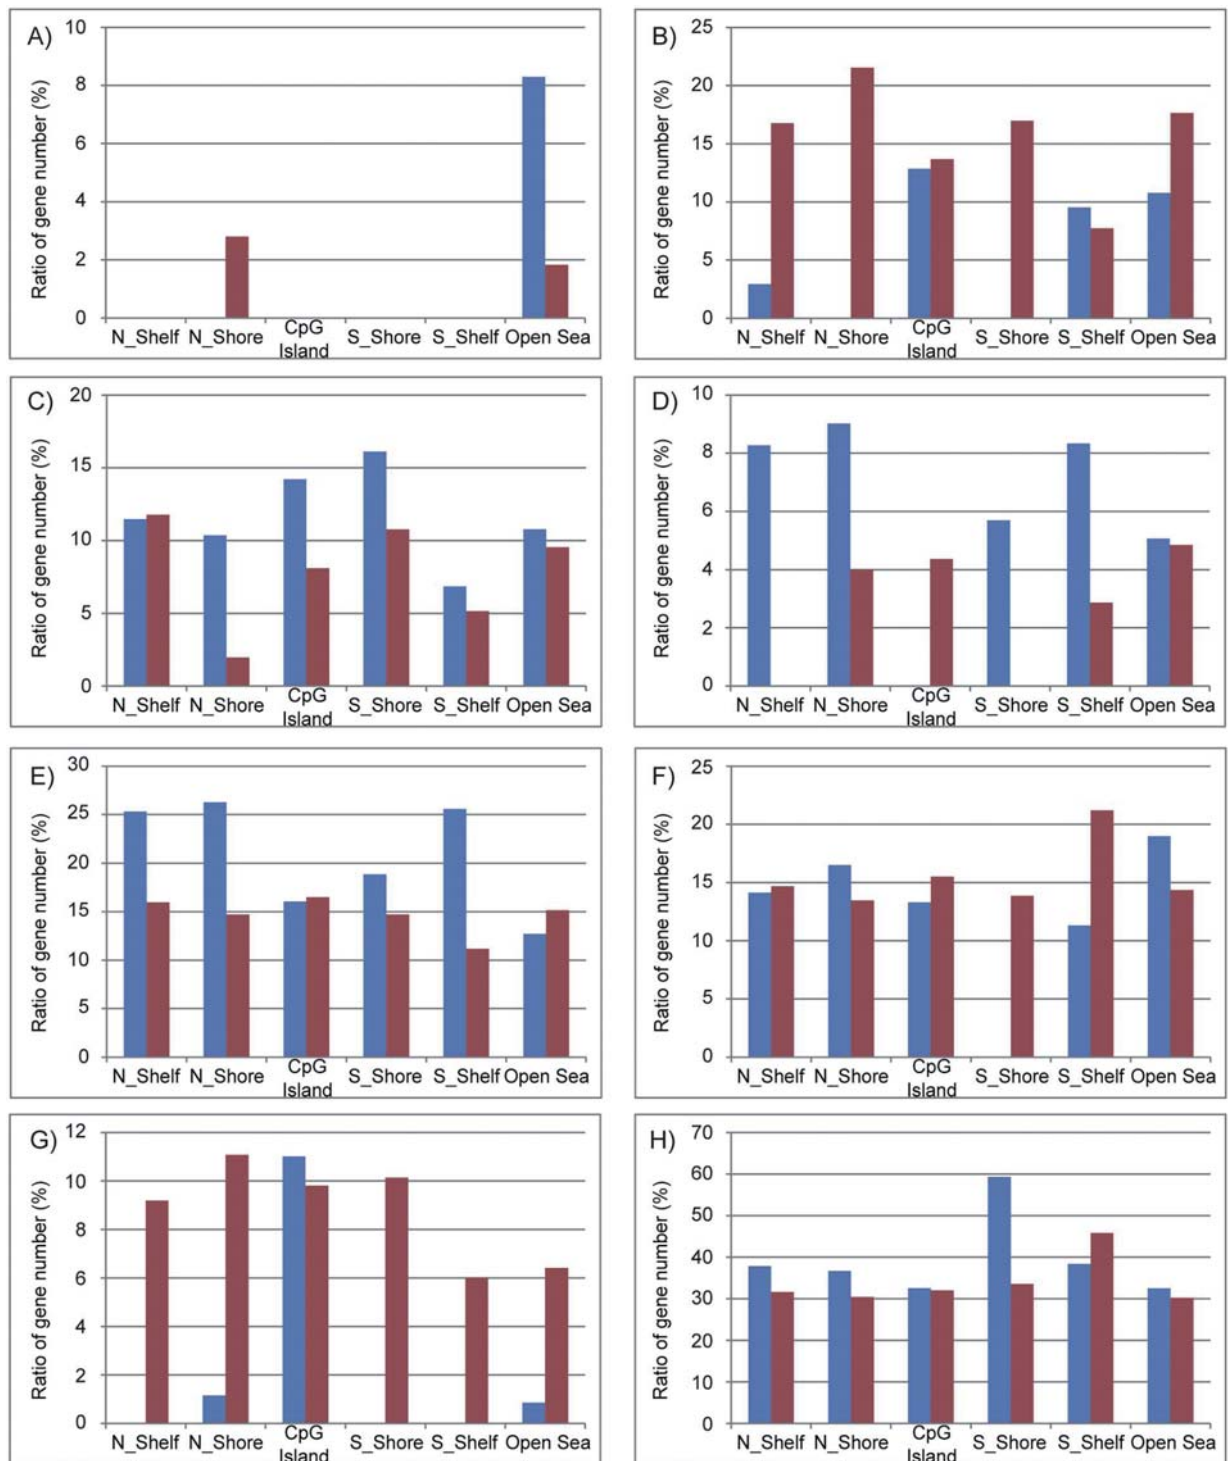 A)
Ratio of gene number (%)
10
8
6
4
2
0
N_Shelf N_Shore CpG Island S_Shore S_Shelf Open Sea
B)
Ratio of gene number (%)
25
20
15
10
5
0
N_Shelf N_Shore CpG Island S_Shore S_Shelf Open Sea
C)
Ratio of gene number (%)
20
15
10
5
0
N_Shelf N_Shore CpG Island S_Shore S_Shelf Open Sea
D)
Ratio of gene number (%)
10
8
6
4
2
0
N_Shelf N_Shore CpG Island S_Shore S_Shelf Open Sea
E)
Ratio of gene number (%)
30
25
20
15
10
5
0
N_Shelf N_Shore CpG Island S_Shore S_Shelf Open Sea
F)
Ratio of gene number (%)
25
20
15
10
5
0
N_Shelf N_Shore CpG Island S_Shore S_Shelf Open Sea
G)
Ratio of gene number (%)
12
10
8
6
4
2
0
N_Shelf N_Shore CpG Island S_Shore S_Shelf Open Sea
H)
Ratio of gene number (%)
70
60
50
40
30
20
10
0
N_Shelf N_Shore CpG Island S_Shore S_Shelf Open Sea